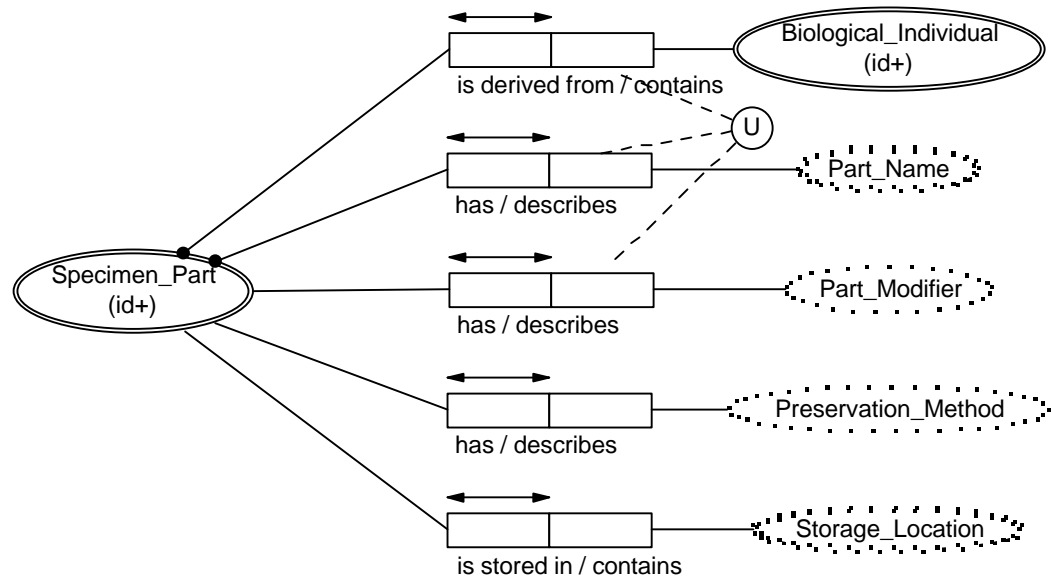 Biological_Individual
(id+)
is derived from / contains
U
Part_Name
has / describes
Specimen_Part
(id+)
Part_Modifier
has / describes
Preservation_Method
has / describes
Storage_Location
is stored in / contains